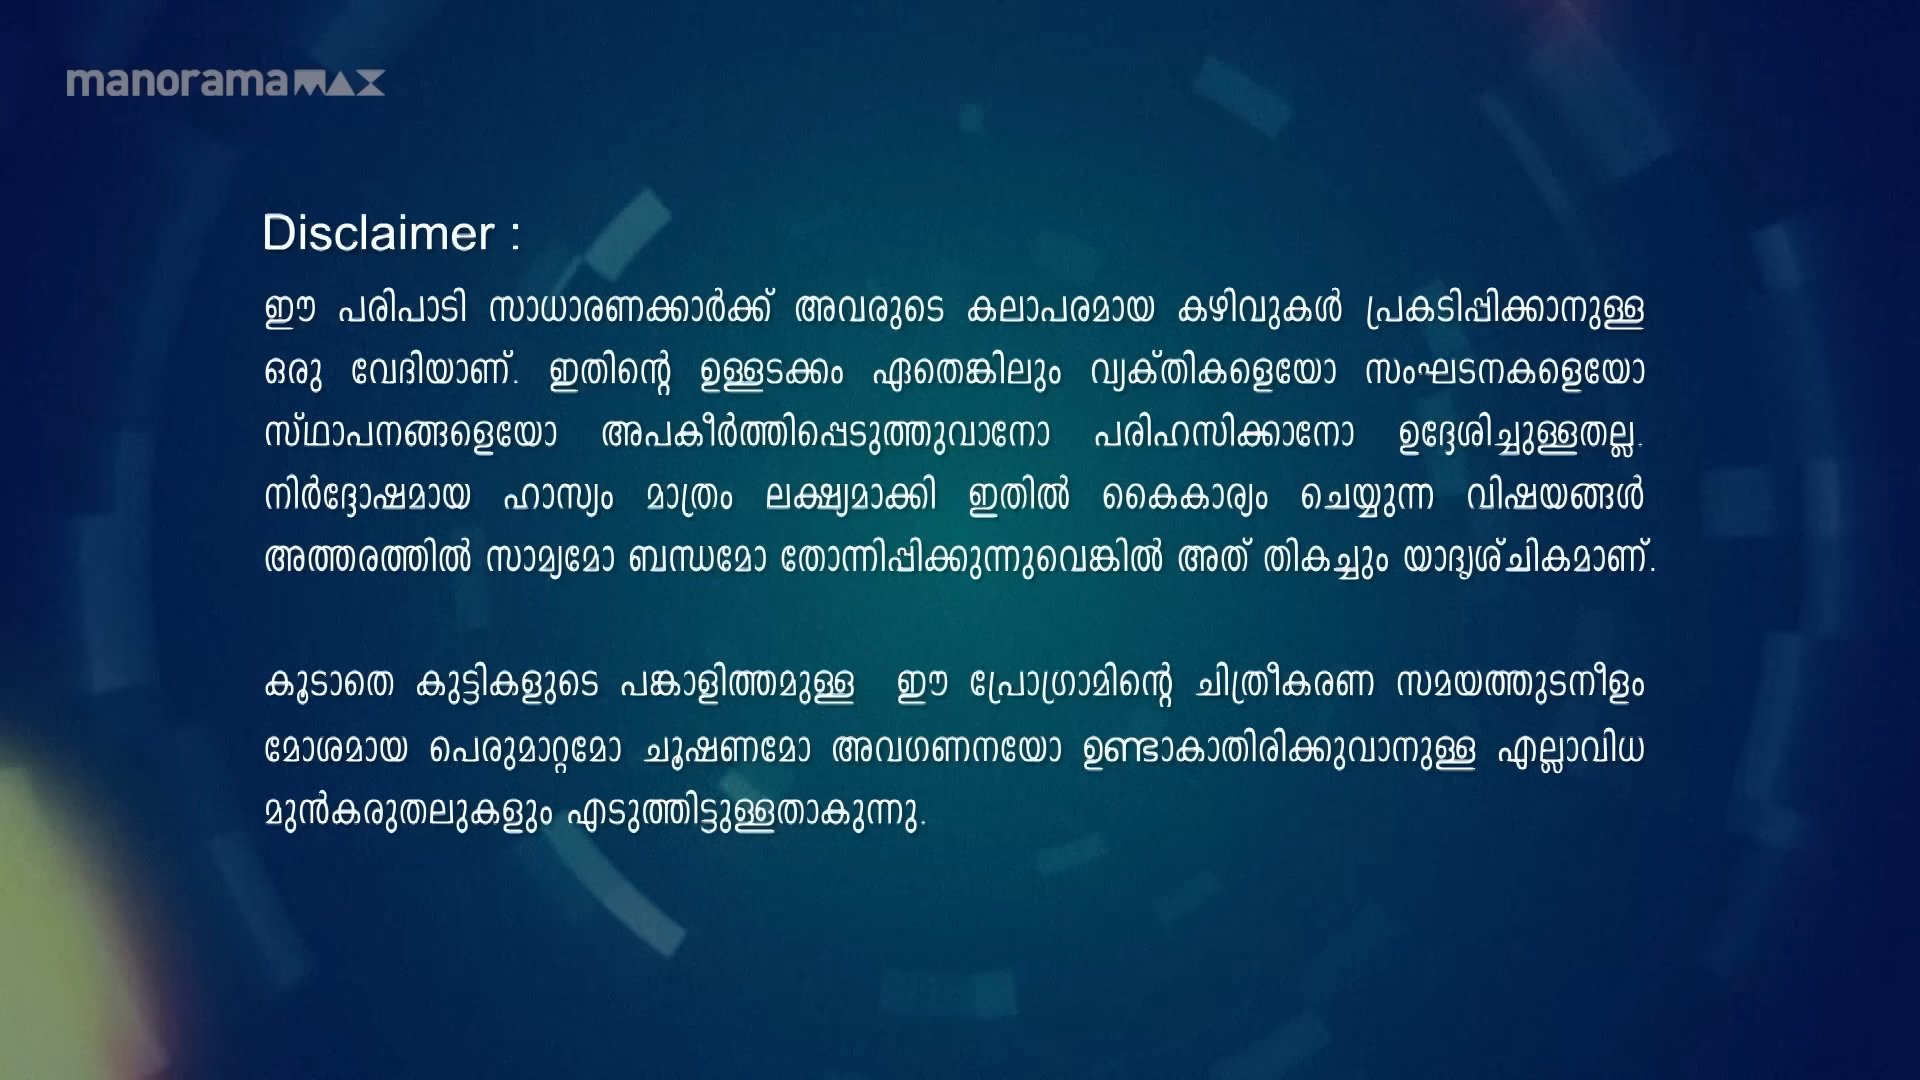 manoramaMAX
Disclaimer :
ഈ പരിപാടി സാധാരണക്കാർക്ക് അവരുടെ കലാപരമായ കഴിവുകൾ പ്രകടിപ്പിക്കാനുള്ള
ഒരു വേദിയാണ്. ഇതിന്റെ ഉള്ളടക്കം ഏതെങ്കിലും വ്യക്‌തികളെയോ സംഘടനകളെയോ
സ്‌ഥാപനങ്ങളെയോ അപകീർത്തിപ്പെടുത്തുവാനോ പരിഹസിക്കാനോ ഉദ്ദേശിച്ചുള്ളതല്ല.
നിർദ്ദോഷമായ ഹാസ്യം മാത്രം ലക്ഷ്യമാക്കി ഇതിൽ കൈകാര്യം ചെയ്യുന്ന വിഷയങ്ങൾ
അത്തരത്തിൽ സാമ്യമോ ബന്ധമോ തോന്നിപ്പിക്കുന്നുവെങ്കിൽ അത് തികച്ചും യാദൃശ്‌ചികമാണ്.
കൂടാതെ കുട്ടികളുടെ പങ്കാളിത്തമുള്ള ഈ പ്രോഗ്രാമിന്റെ ചിത്രീകരണ സമയത്തുടനീളം
മോശമായ പെരുമാറ്റമോ ചൂഷണമോ അവഗണനയോ ഉണ്ടാകാതിരിക്കുവാനുള്ള എല്ലാവിധ
മുൻകരുതലുകളും എടുത്തിട്ടുള്ളതാകുന്നു.